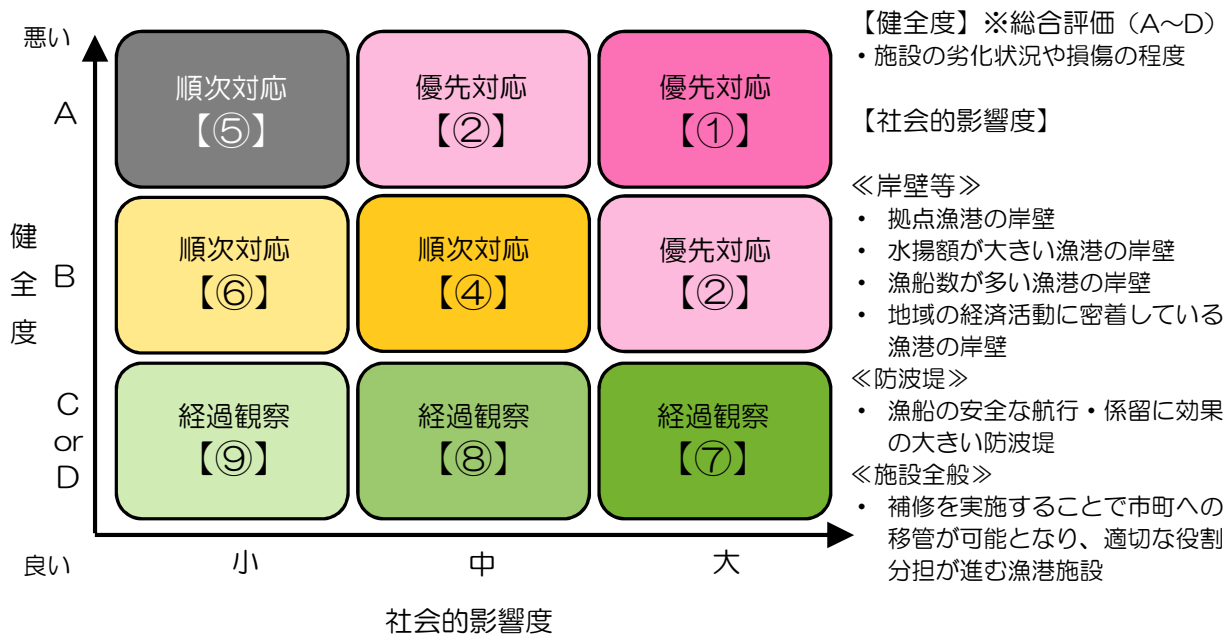 悪い
A
健
全
度
B
C
or
D
良い
順次対応
【⑤】
優先対応
【②】
優先対応
【①】
順次対応
【⑥】
順次対応
【④】
優先対応
【②】
経過観察
【⑨】
経過観察
【⑧】
経過観察
【⑦】
小
中
大
社会的影響度
【健全度】※総合評価（A～D）
・施設の劣化状況や損傷の程度
【社会的影響度】
≪岸壁等≫
・ 拠点漁港の岸壁
・ 水揚額が大きい漁港の岸壁
・ 漁船数が多い漁港の岸壁
・ 地域の経済活動に密着している
漁港の岸壁
≪防波堤≫
・ 漁船の安全な航行・係留に効果
の大きい防波堤
≪施設全般≫
・ 補修を実施することで市町への
移管が可能となり、適切な役割
分担が進む漁港施設